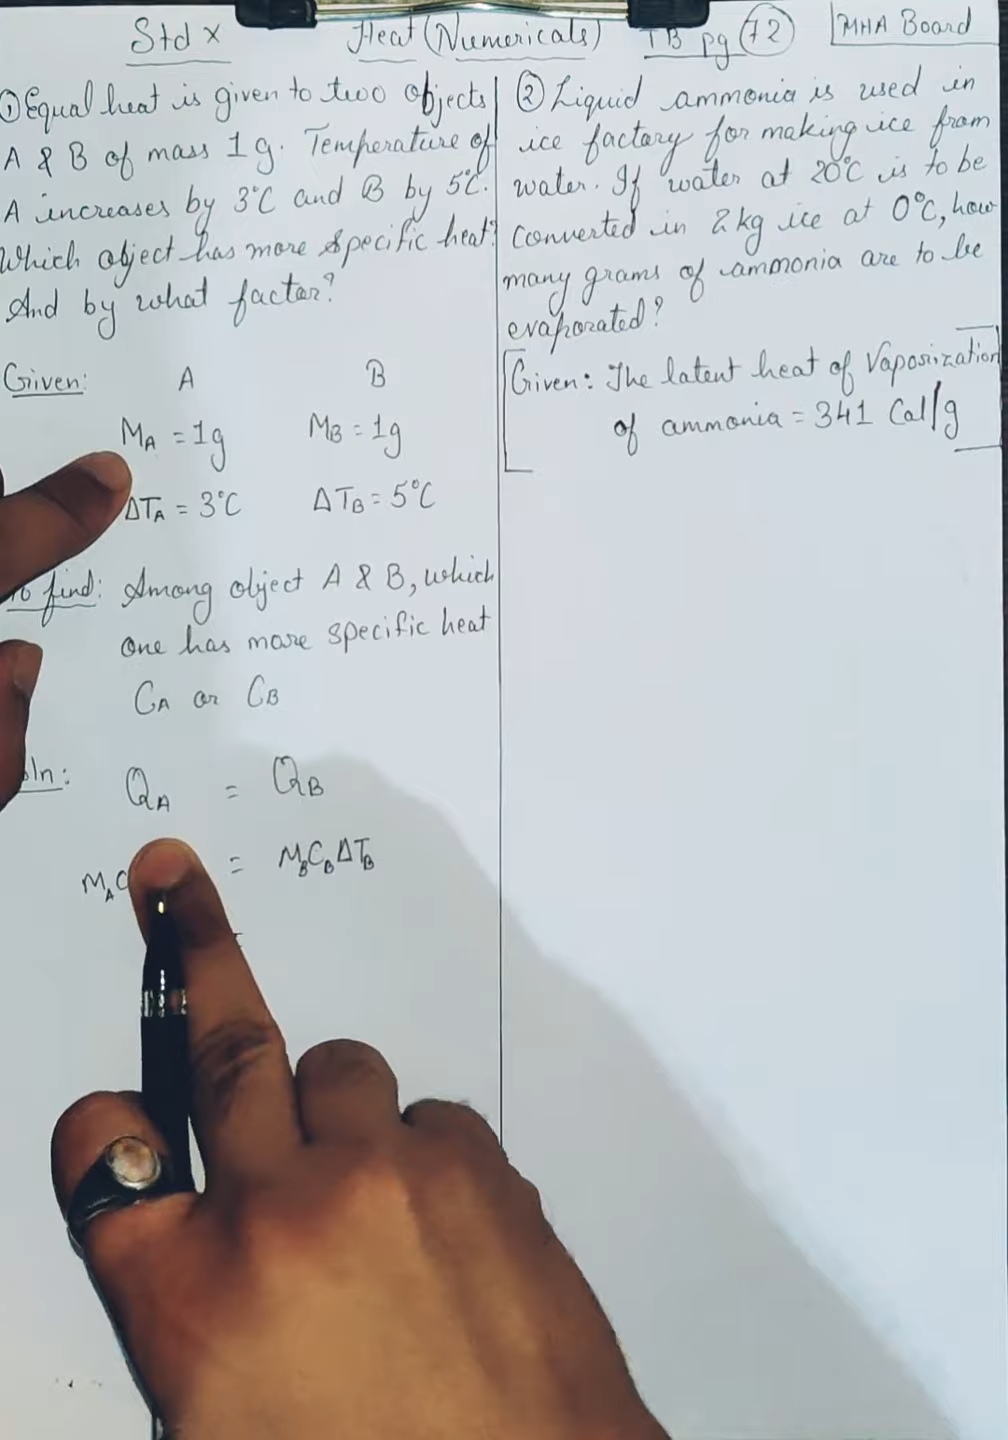 Std X Heat (Numericals) TB pg 72 MHA Board
① Equal heat is given to two objects
A & B of mass 1g. Temperature of
A increases by 3°C and B by 5°C.
Which object has more specific heat?
And by what factor?
Given: A B
MA = 1g MB = 1g
ΔTA = 3°C ΔTB = 5°C
find: Among object A & B, which
one has more specific heat
CA or CB
QA = QB
MAC = MBCBΔTB
② Liquid ammonia is used in
ice factory for making ice from
water. If water at 20°C is to be
converted in 2kg ice at 0°C, how
many grams of ammonia are to be
evaporated?
Given: The latent heat of Vaporization
of ammonia = 341 Cal/g